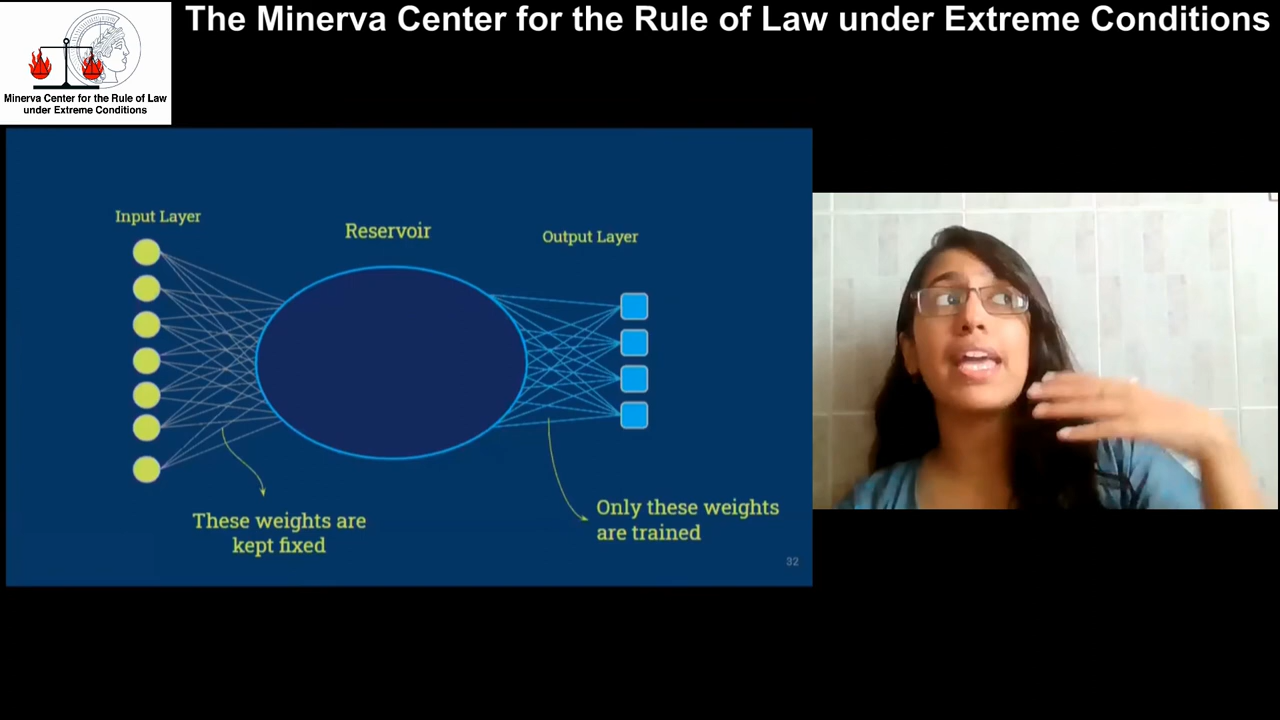 The Minerva Center for the Rule of Law under Extreme Conditions
Minerva Center for the Rule of Law
under Extreme Conditions
Input Layer
Reservoir
Output Layer
These weights are
kept fixed
Only these weights
are trained
32